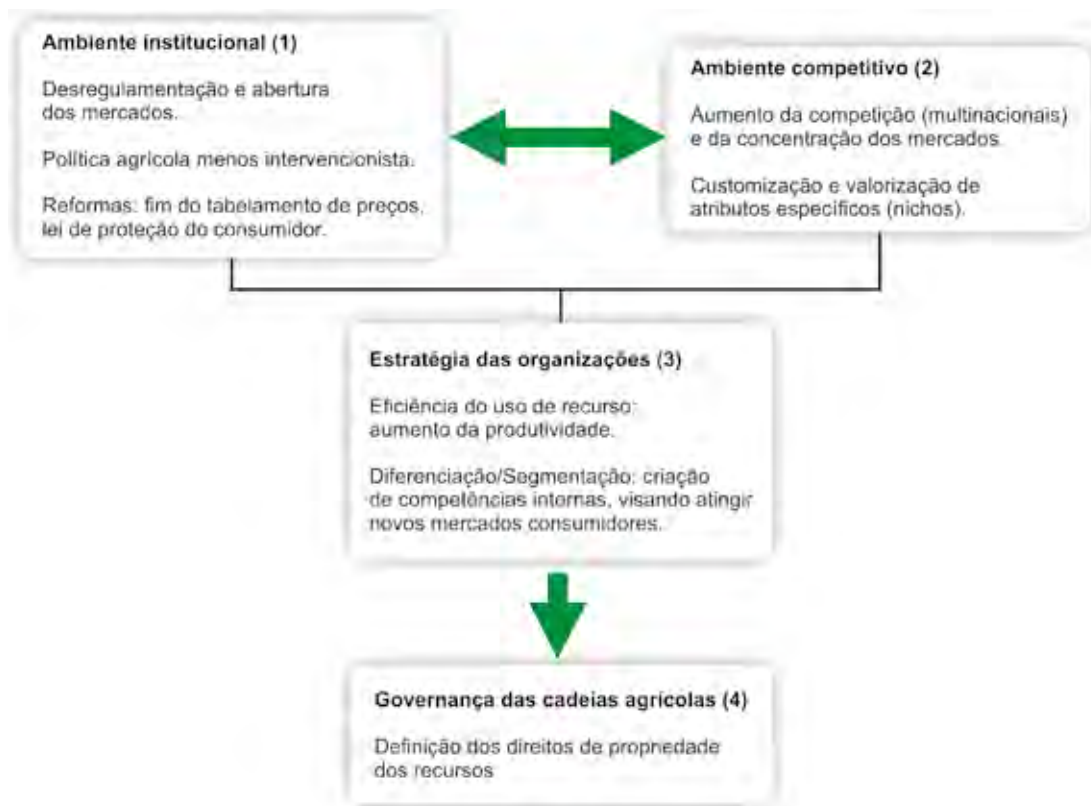 Ambiente institucional (1)
Desregulamentação e abertura
dos mercados.
Política agrícola menos intervencionista.
Reformas: fim do tabelamento de preços,
lei de proteção do consumidor.
Ambiente competitivo (2)
Aumento da competição (multinacionais)
e da concentração dos mercados.
Customização e valorização de
atributos específicos (nichos).
Estratégia das organizações (3)
Eficiência do uso de recurso:
aumento da produtividade.
Diferenciação/Segmentação: criação
de competências internas, visando atingir
novos mercados consumidores.
Governança das cadeias agrícolas (4)
Definição dos direitos de propriedade
dos recursos